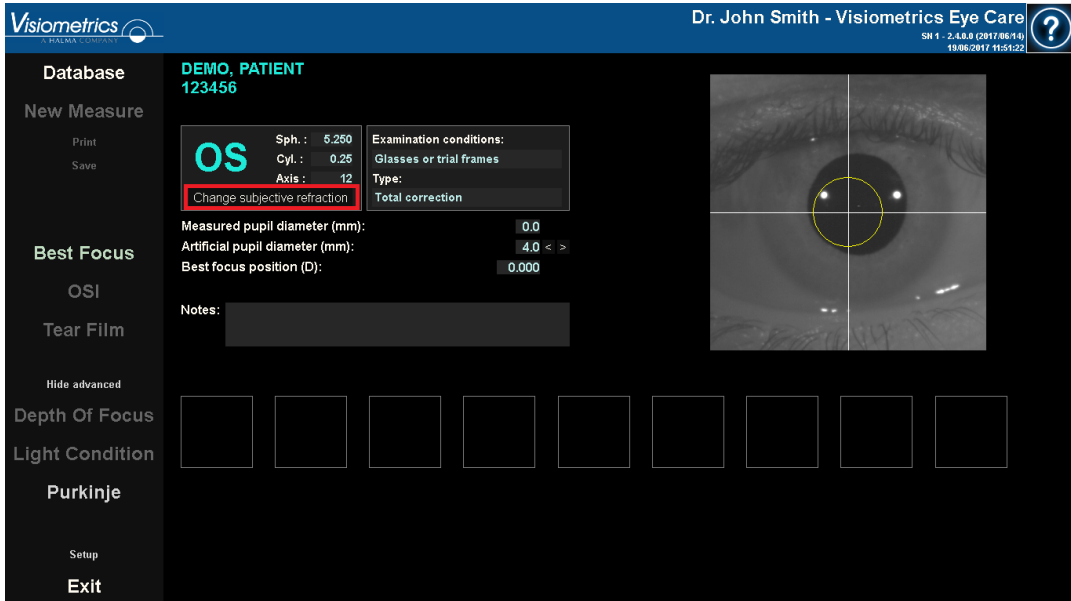 Visiometrics
A HALMA COMPANY
Dr. John Smith - Visiometrics Eye Care
SN 1 - 2.4.0.0 (2017/06/14)
19/06/2017 11:51:22
?
Database
New Measure
Print
Save
Best Focus
OSI
Tear Film
Hide advanced
Depth Of Focus
Light Condition
Purkinje
Setup
Exit
DEMO, PATIENT
123456
OS
Sph. : 5.250
Cyl. : 0.25
Axis : 12
Change subjective refraction
Examination conditions:
Glasses or trial frames
Type:
Total correction
Measured pupil diameter (mm): 0.0
Artificial pupil diameter (mm): 4.0 < >
Best focus position (D): 0.000
Notes: